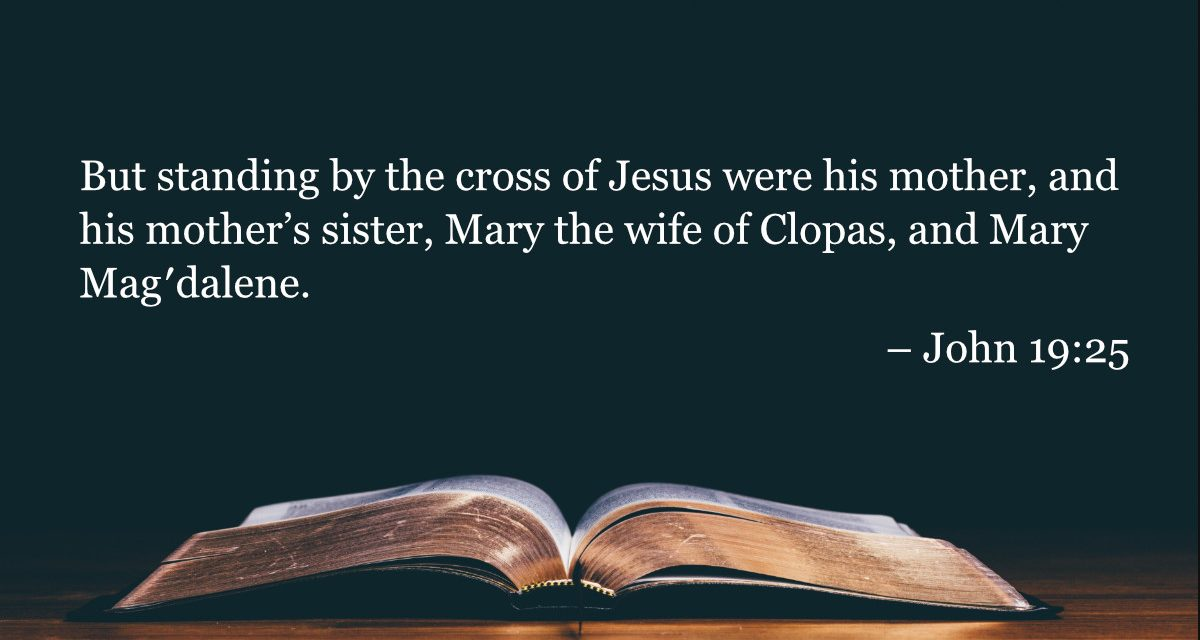 But standing by the cross of Jesus were his mother, and
his mother’s sister, Mary the wife of Clopas, and Mary
Mag′dalene.
– John 19:25